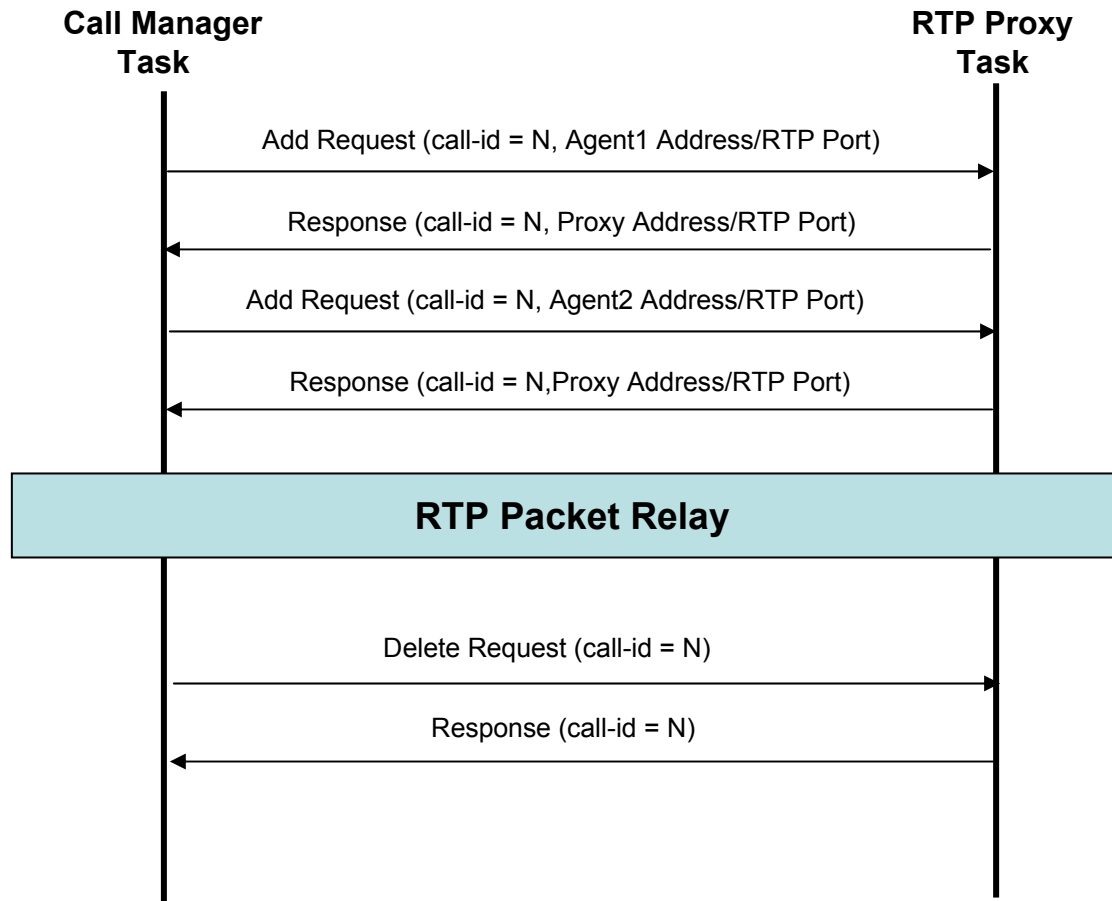 Call Manager
Task
RTP Proxy
Task
Add Request (call-id = N, Agent1 Address/RTP Port)
Response (call-id = N, Proxy Address/RTP Port)
Add Request (call-id = N, Agent2 Address/RTP Port)
Response (call-id = N,Proxy Address/RTP Port)
RTP Packet Relay
Delete Request (call-id = N)
Response (call-id = N)